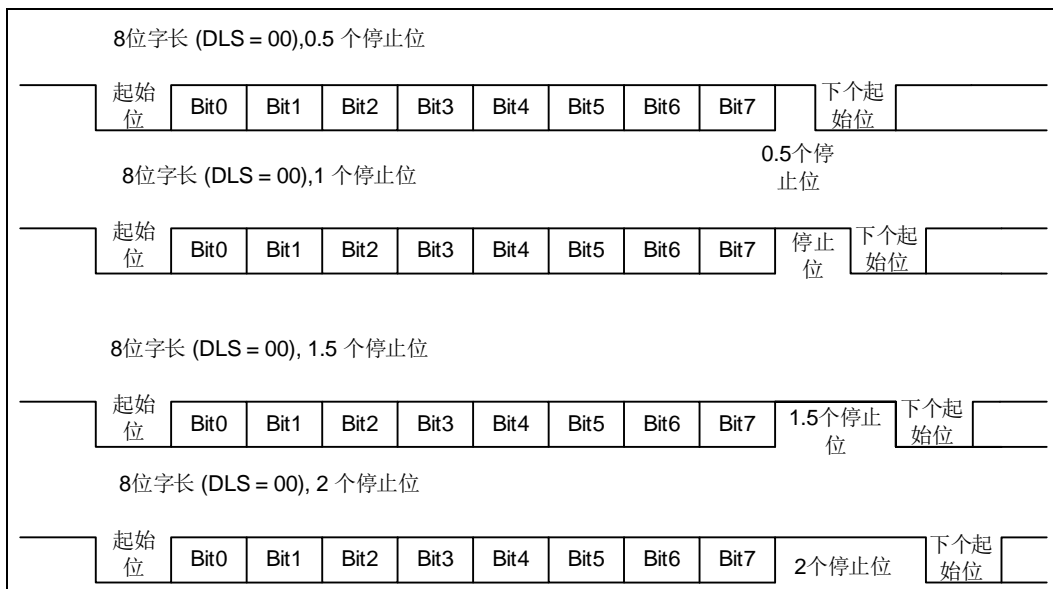 8位字长 (DLS = 00),0.5 个停止位
起始
位
Bit0 Bit1 Bit2 Bit3 Bit4 Bit5 Bit6 Bit7
下个起
始位
0.5个停
止位
8位字长 (DLS = 00),1 个停止位
起始
位
Bit0 Bit1 Bit2 Bit3 Bit4 Bit5 Bit6 Bit7
停止
位
下个起
始位
8位字长 (DLS = 00), 1.5 个停止位
起始
位
Bit0 Bit1 Bit2 Bit3 Bit4 Bit5 Bit6 Bit7
1.5个停止
位
下个起
始位
8位字长 (DLS = 00), 2 个停止位
起始
位
Bit0 Bit1 Bit2 Bit3 Bit4 Bit5 Bit6 Bit7
2个停止位
下个起
始位